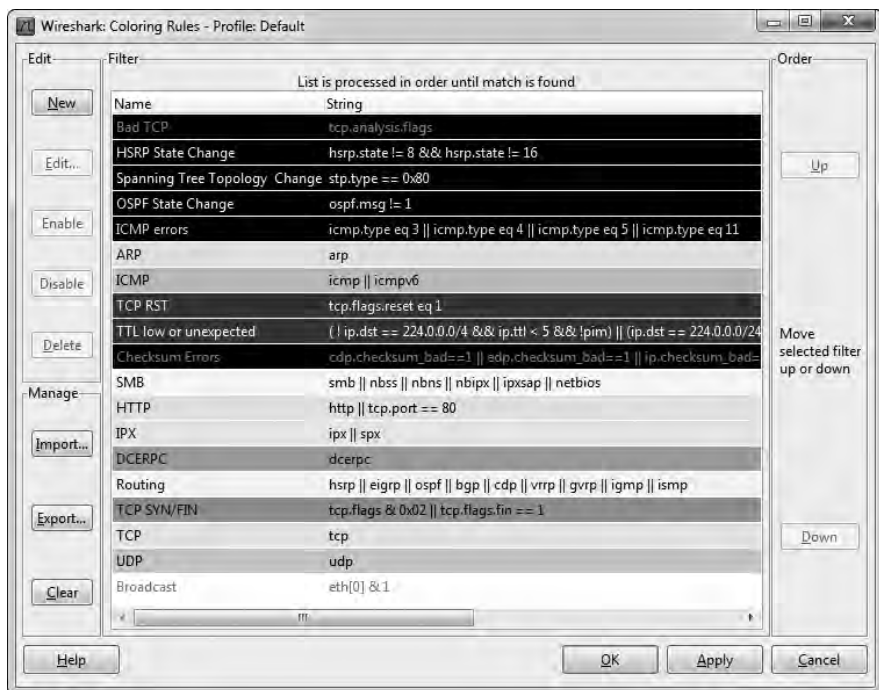 Wireshark: Coloring Rules - Profile: Default
Edit
Filter
Order
List is processed in order until match is found
New
Edit...
Enable
Disable
Delete
Manage
Import...
Export...
Clear
Name String
Bad TCP tcp.analysis.flags
HSRP State Change hsrp.state != 8 && hsrp.state != 16
Spanning Tree Topology Change stp.type == 0x80
OSPF State Change ospf.msg != 1
ICMP errors icmp.type eq 3 || icmp.type eq 4 || icmp.type eq 5 || icmp.type eq 11
ARP arp
ICMP icmp || icmpv6
TCP RST tcp.flags.reset eq 1
TTL low or unexpected ( ! ip.dst == 224.0.0.0/4 && ip.ttl < 5 && !pim) || (ip.dst == 224.0.0.0/24
Checksum Errors cdp.checksum_bad==1 || edp.checksum_bad==1 || ip.checksum_bad=
SMB smb || nbss || nbns || nbipx || ipxsap || netbios
HTTP http || tcp.port == 80
IPX ipx || spx
DCERPC dcerpc
Routing hsrp || eigrp || ospf || bgp || cdp || vrrp || gvrp || igmp || ismp
TCP SYN/FIN tcp.flags & 0x02 || tcp.flags.fin == 1
TCP tcp
UDP udp
Broadcast eth[0] & 1
Up
Move
selected filter
up or down
Down
Help
OK
Apply
Cancel